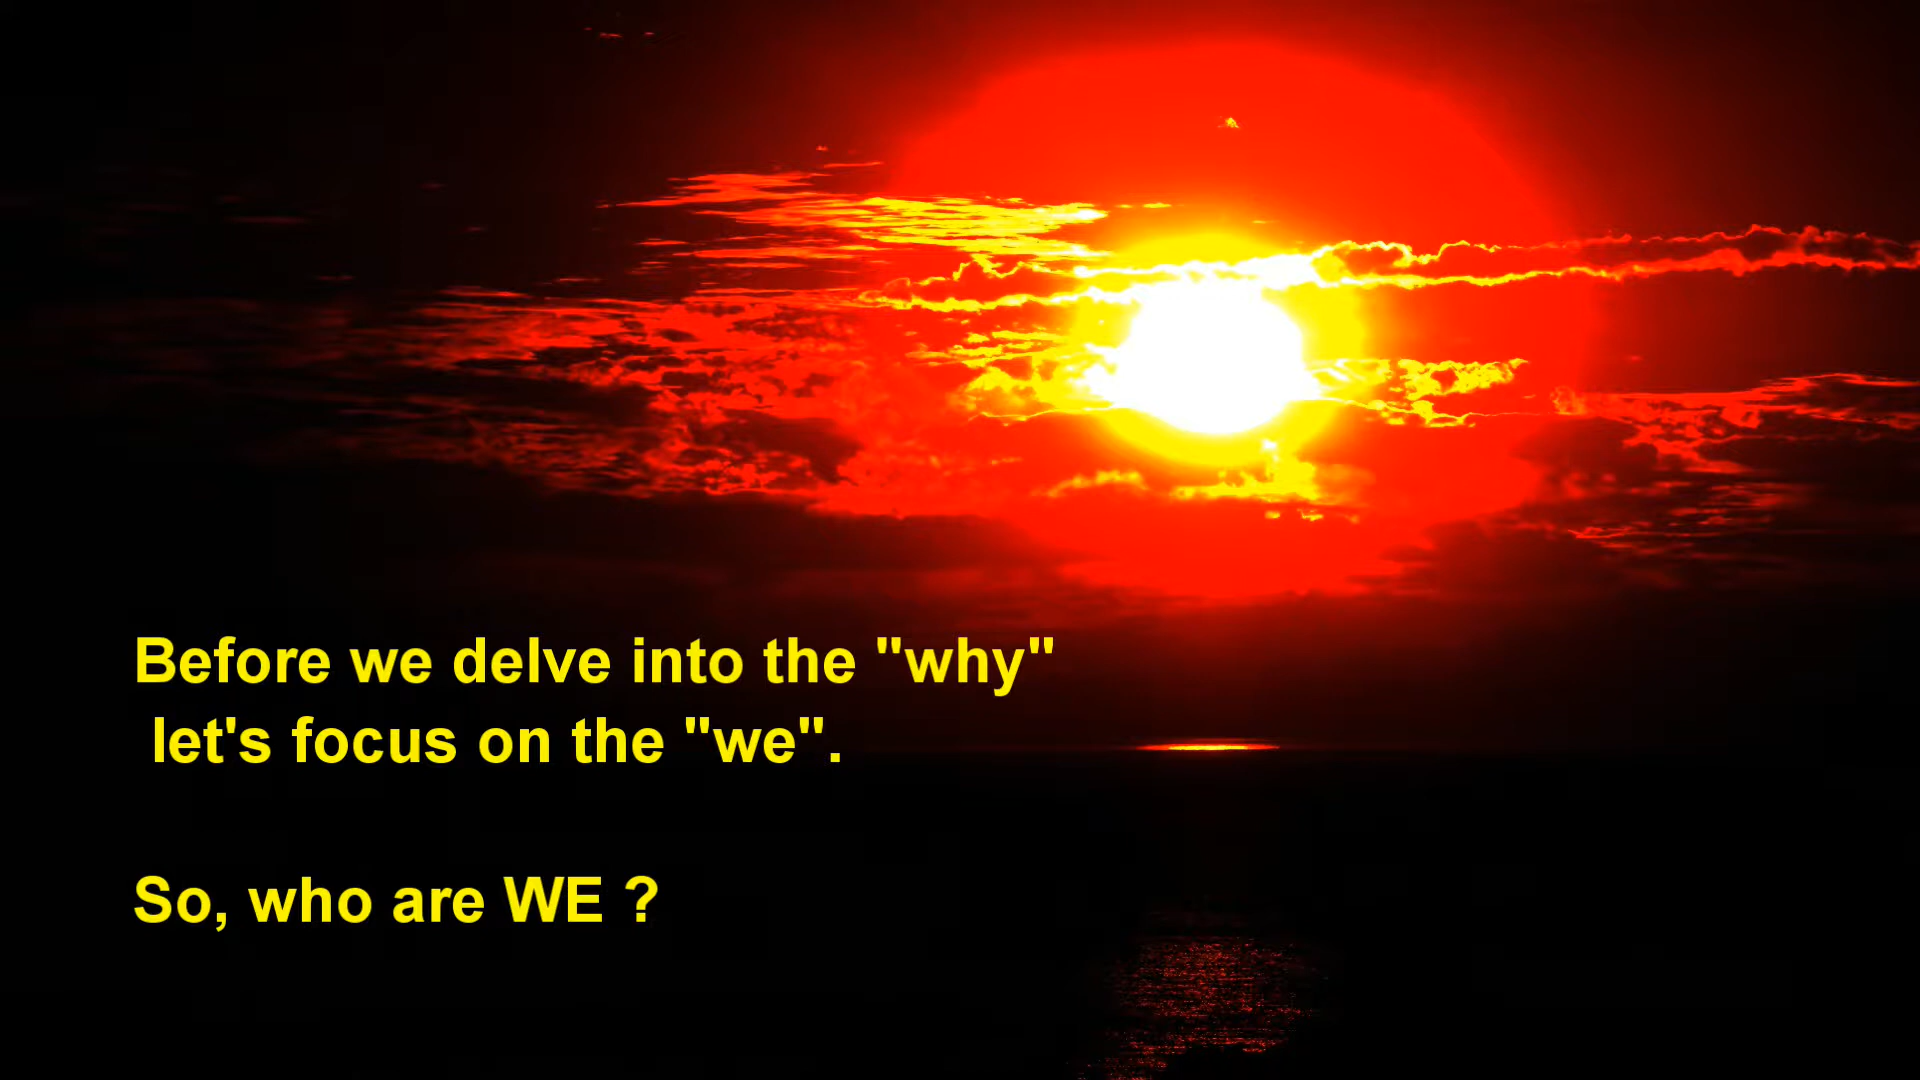 Before we delve into the "why"
let's focus on the "we".
So, who are WE ?